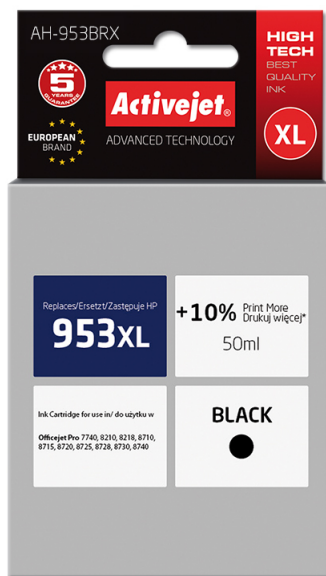 AH-953BRX
HIGH
TECH
BEST
QUALITY
INK
5
YEARS
GUARANTEE
Activejet®
EUROPEAN
BRAND
ADVANCED TECHNOLOGY
XL
Replaces/Ersetzt/Zastępuje HP
953XL
+10% Print More
Drukuj więcej*
50ml
Ink Cartridge for use in/ do użytku w
Officejet Pro 7740, 8210, 8218, 8710,
8715, 8720, 8725, 8728, 8730, 8740
BLACK